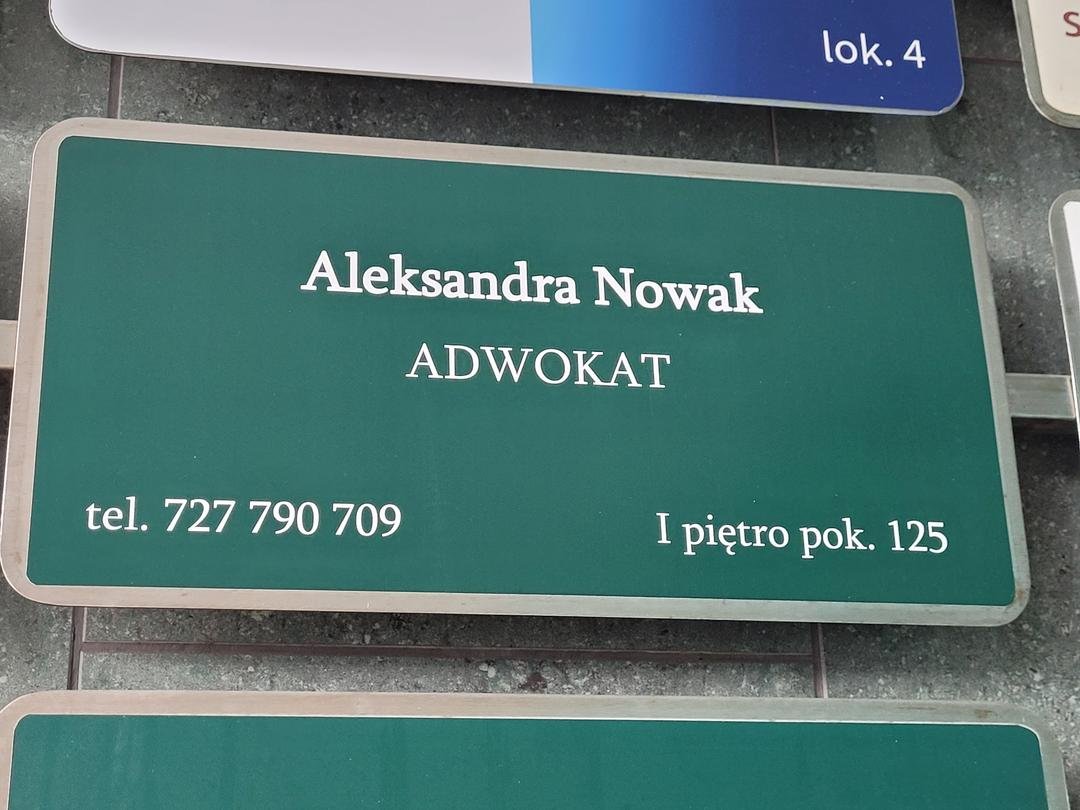 lok. 4
S
Aleksandra Nowak
ADWOKAT
tel. 727 790 709
I piętro pok. 125